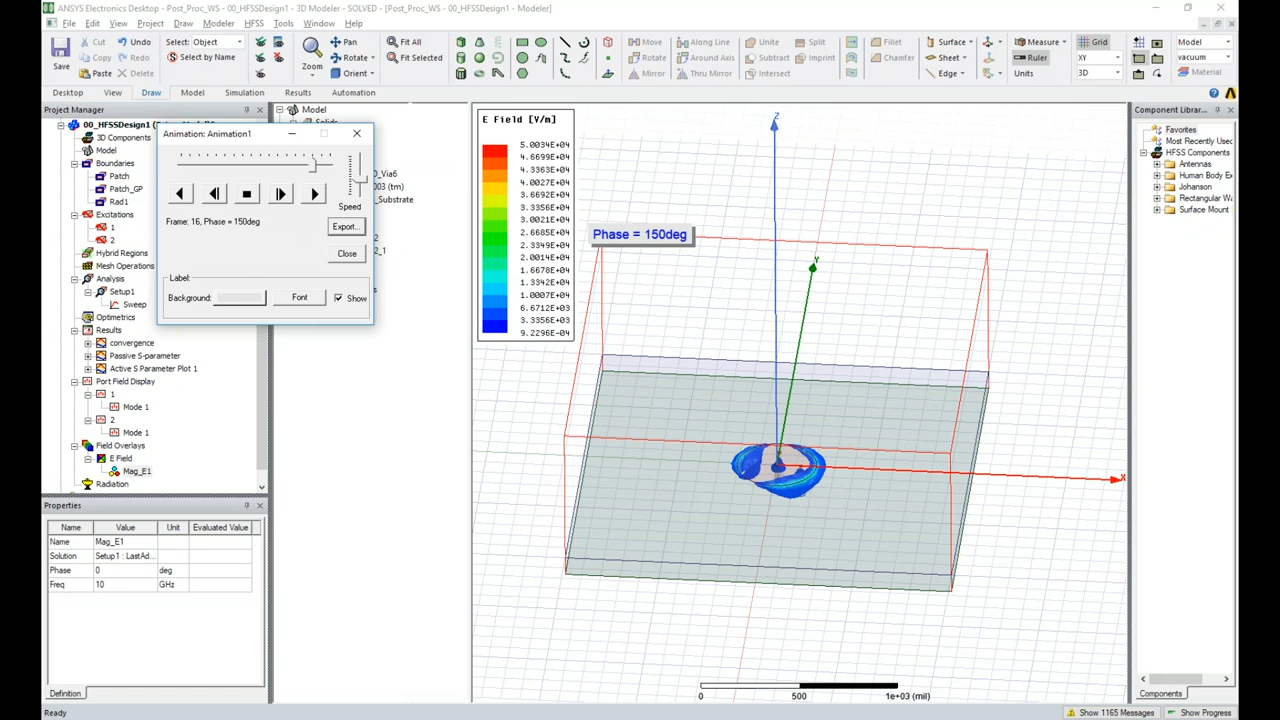 ANSYS Electronics Desktop - Post_Proc_WS - 00_HFSSDesign1 - 3D Modeler - SOLVED - [Post_Proc_WS - 00_HFSSDesign1 - Modeler]
File Edit View Project Draw Modeler HFSS Tools Window Help
Save
Cut
Copy
Paste
Undo
Redo
Delete
Select: Object
Select by Name
Zoom
Pan
Rotate
Orient
Fit All
Fit Selected
Move
Rotate
Mirror
Along Line
Around Axis
Thru Mirror
Unite
Subtract
Intersect
Split
Imprint
Fillet
Chamfer
Surface
Sheet
Edge
Measure
Ruler
Units
Grid
XY
3D
Model
vacuum
Material
Desktop View Draw Model Simulation Results Automation
Project Manager
00_HFSSDesign1
3D Components
Model
Boundaries
Patch
Patch_GP
Rad1
Excitations
1
2
Hybrid Regions
Mesh Operations
Analysis
Setup1
Sweep
Optimetrics
Results
convergence
Passive S-parameter
Active S Parameter Plot 1
Port Field Display
1
Mode 1
2
Mode 1
Field Overlays
E Field
Mag_E1
Radiation
Model
Solids
D_Via6
003 (tm)
_Substrate
2
2_1
Animation: Animation1
Speed
Frame: 16, Phase = 150deg
Export...
Close
Label:
Background:
Font
Show
Properties
Name Value Unit Evaluated Value
Name Mag_E1
Solution Setup1 : LastAd...
Phase 0 deg
Freq 10 GHz
Definition
E Field [V/m]
5.0034E+04
4.6699E+04
4.3363E+04
4.0027E+04
3.6692E+04
3.3356E+04
3.0021E+04
2.6685E+04
2.3349E+04
2.0014E+04
1.6678E+04
1.3342E+04
1.0007E+04
6.6712E+03
9.2296E-04
Phase = 150deg
Z
Y
X
0 500 1e+03 (mil)
Component Librar...
Favorites
Most Recently Used
HFSS Components
Antennas
Human Body Ex
Johanson
Rectangular Wa
Surface Mount
Components
Ready
Show 1165 Messages
Show Progress